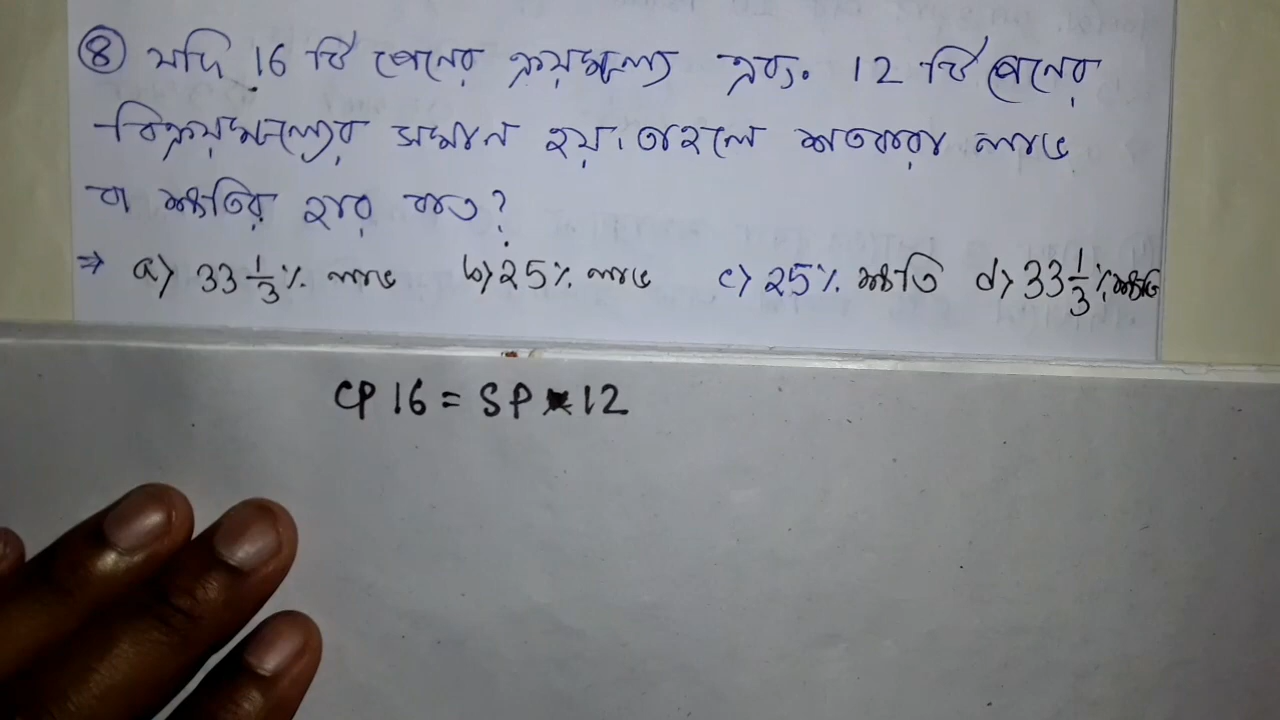 ⑧ যদি 16 টি পেনের ক্রয়মূল্য এবং 12 টি পেনের
বিক্রয়মূল্যের সমান হয়। তাহলে শতকরা লাভ
বা ক্ষতির হার কত?
⇒ a) 33 1/3 % লাভ b) 25% লাভ c) 25% ক্ষতি d) 33 1/3 % ক্ষতি
CP 16 = SP 12